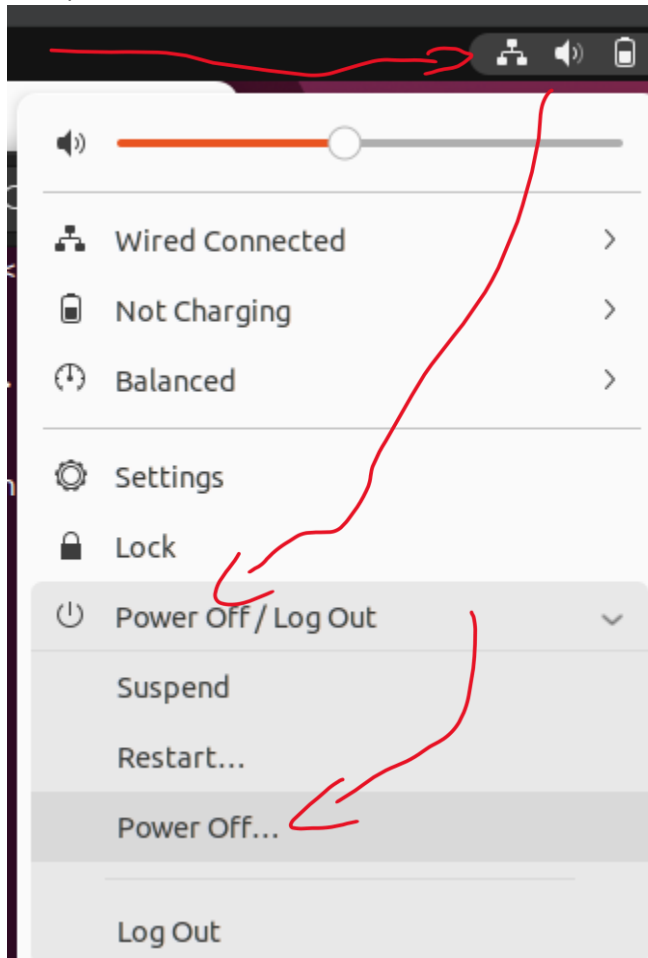 Wired Connected
Not Charging
Balanced
Settings
Lock
Power Off / Log Out
Suspend
Restart...
Power Off...
Log Out